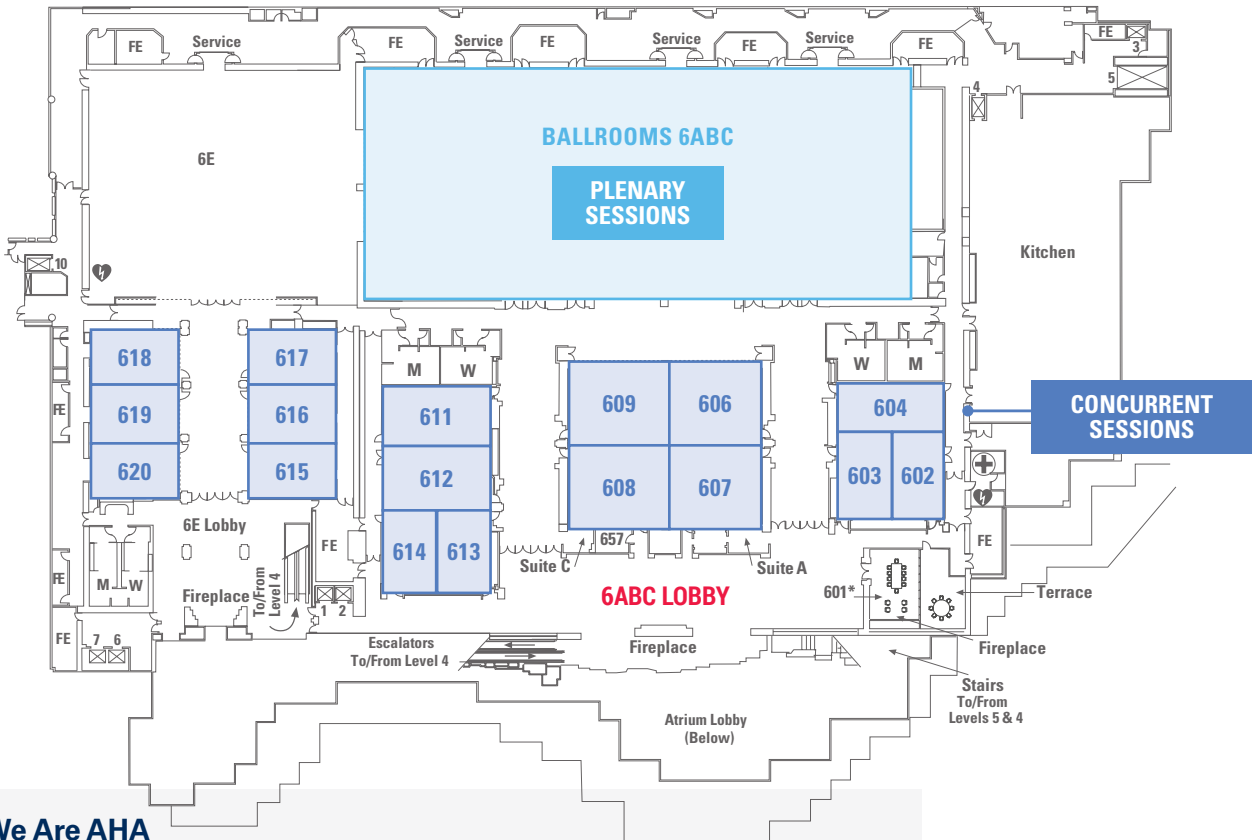 FE
Service
FE
Service
FE
Service
FE
Service
FE
FE
3
5
4
BALLROOMS 6ABC
6E
PLENARY
SESSIONS
Kitchen
10
618
617
M
W
609
606
W
M
611
604
CONCURRENT
SESSIONS
FE
619
616
612
603
602
620
615
608
607
6E Lobby
FE
614
613
657
Suite C
Suite A
FE
FE
M
W
Fireplace
To/From
Level 4
1
2
6ABC LOBBY
601*
Terrace
FE
7
6
Escalators
To/From Level 4
Fireplace
Fireplace
Stairs
To/From
Levels 5 & 4
Atrium Lobby
(Below)
We Are AHA